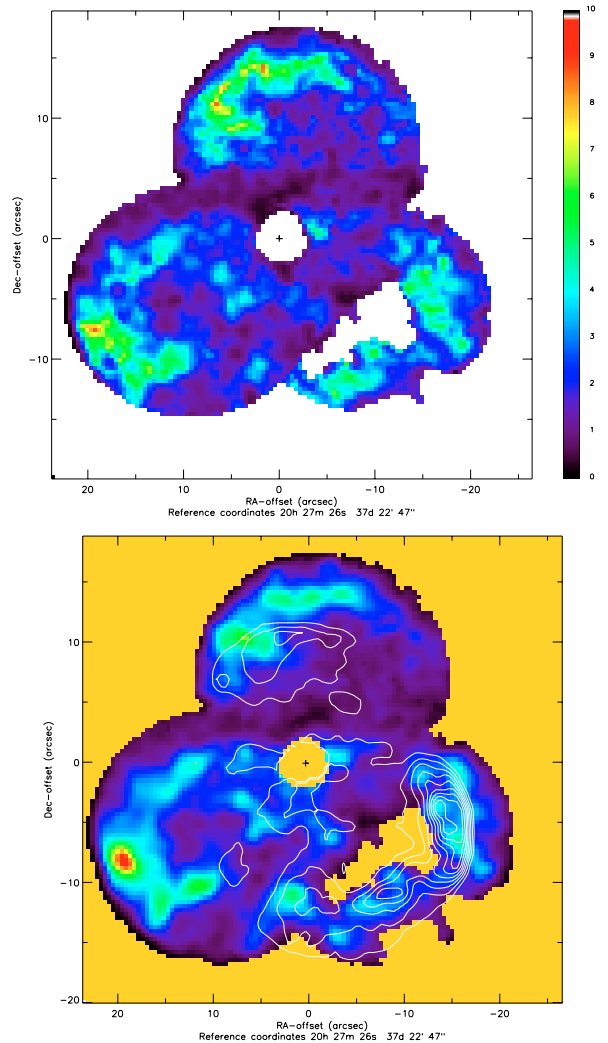 10
9
8
7
6
5
4
3
2
1
0
10
0
−10
Dec-offset (arcsec)
20 10 0 −10 −20
RA-offset (arcsec)
Reference coordinates 20h 27m 26s 37d 22' 47''
10
0
−10
−20
Dec-offset (arcsec)
20 10 0 −10 −20
RA-offset (arcsec)
Reference coordinates 20h 27m 26s 37d 22' 47''